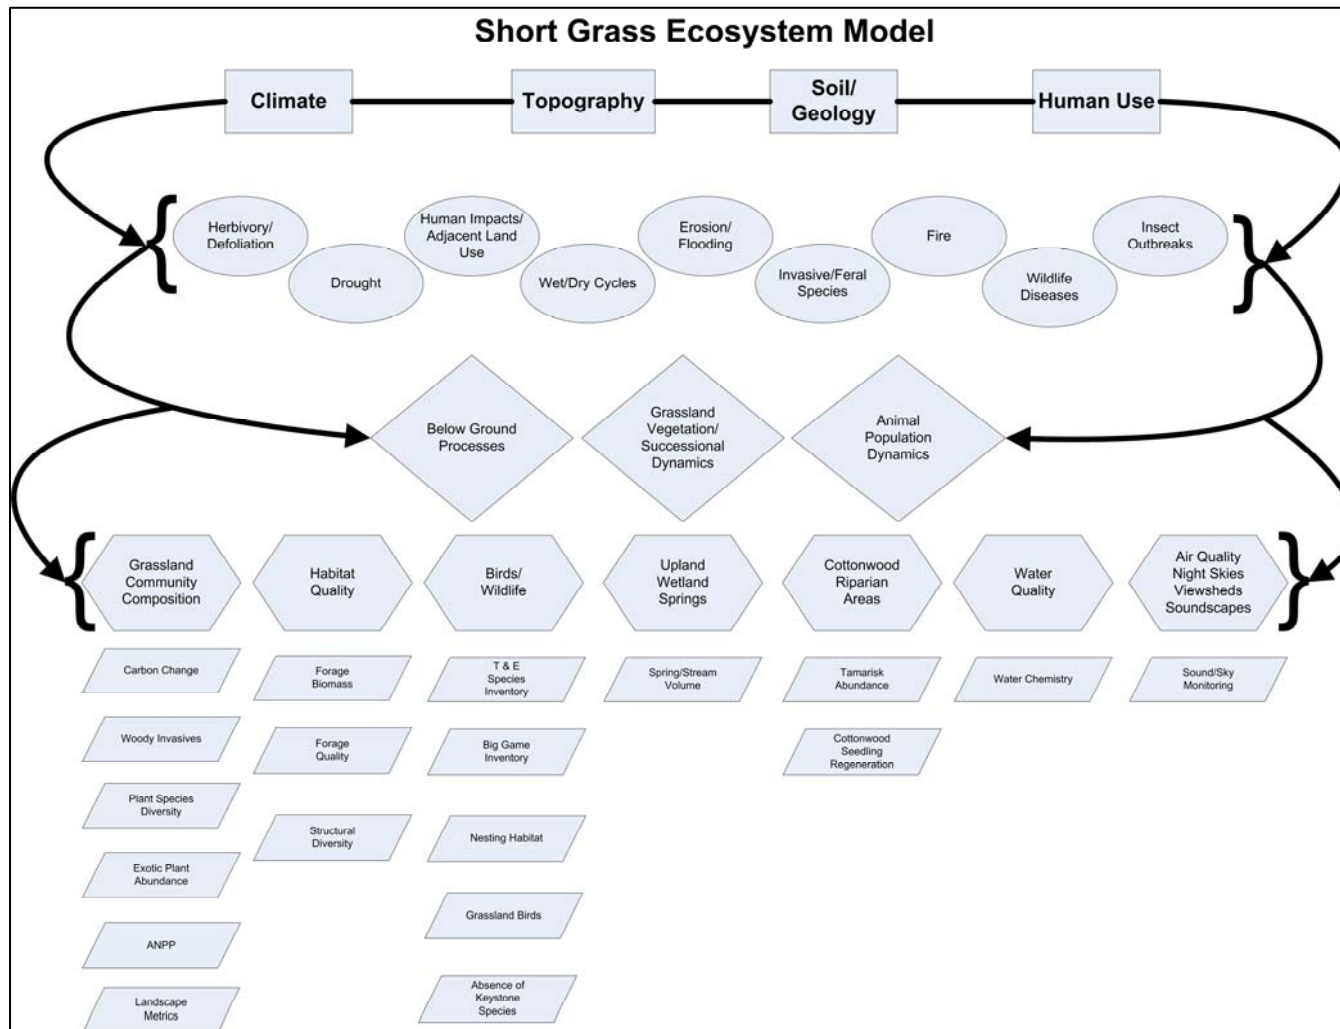 Short Grass Ecosystem Model
Climate
Topography
Soil/
Geology
Human Use
Herbivory/
Defoliation
Drought
Human Impacts/
Adjacent Land
Use
Wet/Dry Cycles
Erosion/
Flooding
Invasive/Feral
Species
Fire
Wildlife
Diseases
Insect
Outbreaks
Below Ground
Processes
Grassland
Vegetation/
Successional
Dynamics
Animal
Population
Dynamics
Grassland
Community
Composition
Habitat
Quality
Birds/
Wildlife
Upland
Wetland
Springs
Cottonwood
Riparian
Areas
Water
Quality
Air Quality
Night Skies
Viewsheds
Soundscapes
Carbon Change
Forage
Biomass
T & E
Species
Inventory
Spring/Stream
Volume
Tamarisk
Abundance
Water Chemistry
Sound/Sky
Monitoring
Woody Invasives
Forage
Quality
Big Game
Inventory
Cottonwood
Seedling
Regeneration
Plant Species
Diversity
Structural
Diversity
Nesting Habitat
Exotic Plant
Abundance
Grassland Birds
ANPP
Absence of
Keystone
Species
Landscape
Metrics